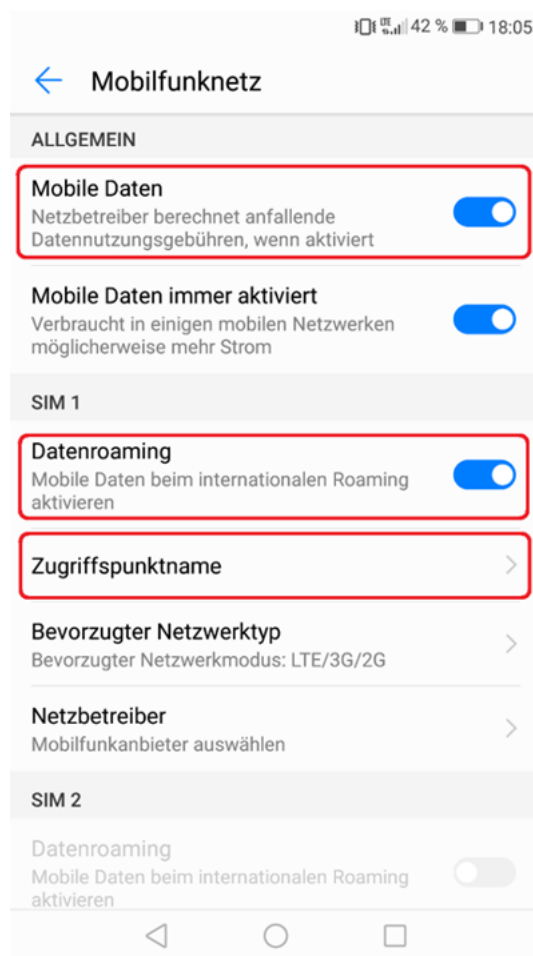 42 % 18:05
Mobilfunknetz
ALLGEMEIN
Mobile Daten
Netzbetreiber berechnet anfallende
Datennutzungsgebühren, wenn aktiviert
Mobile Daten immer aktiviert
Verbraucht in einigen mobilen Netzwerken
möglicherweise mehr Strom
SIM 1
Datenroaming
Mobile Daten beim internationalen Roaming
aktivieren
Zugriffspunktname
Bevorzugter Netzwerktyp
Bevorzugter Netzwerkmodus: LTE/3G/2G
Netzbetreiber
Mobilfunkanbieter auswählen
SIM 2
Datenroaming
Mobile Daten beim internationalen Roaming
aktivieren